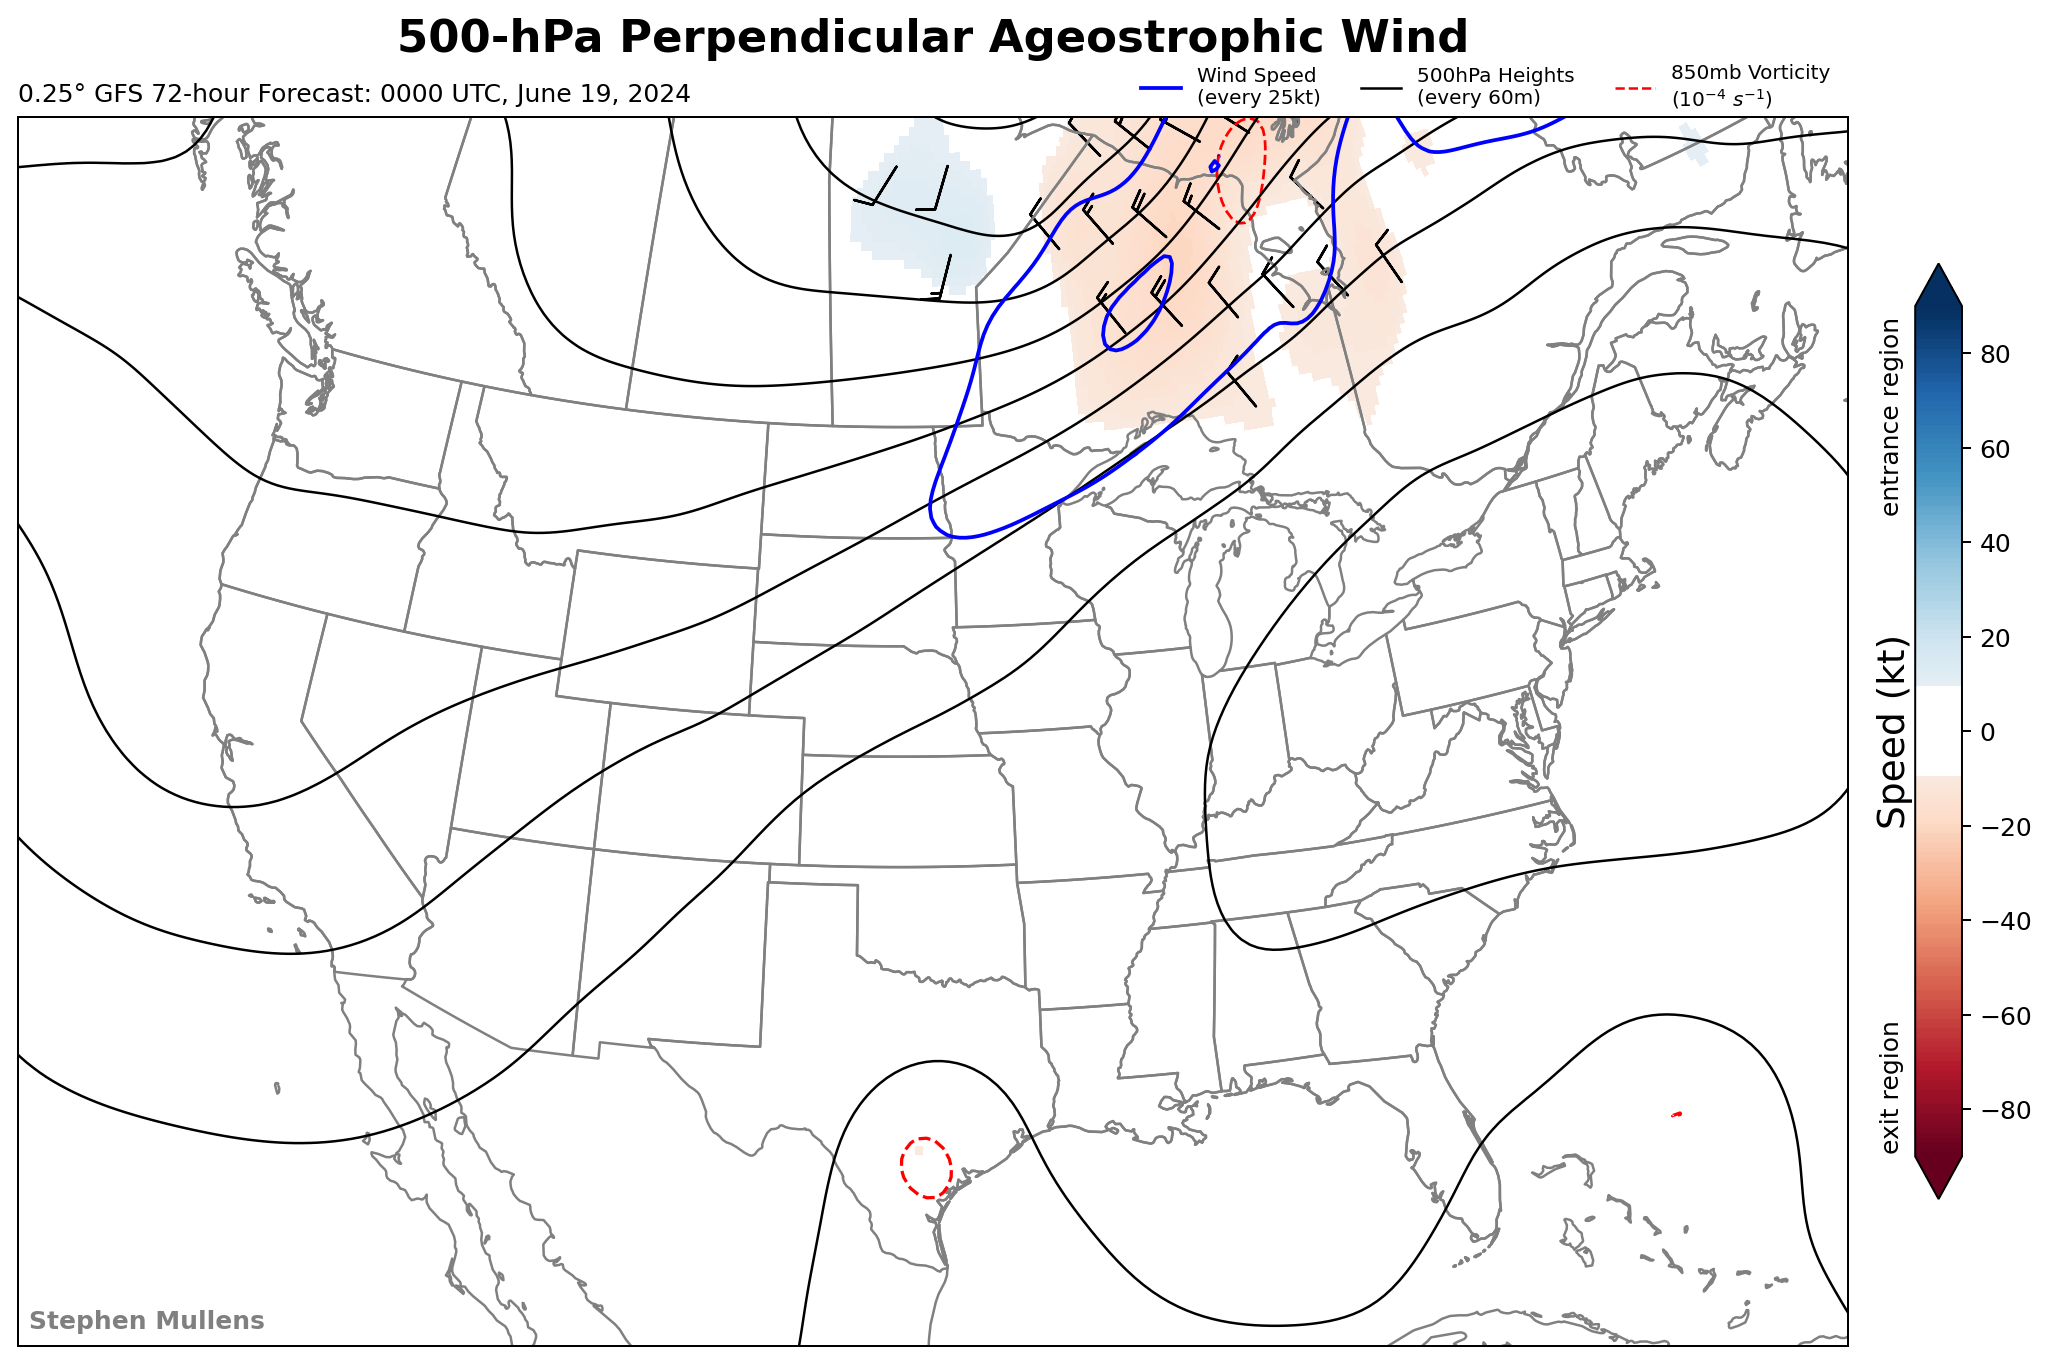 500-hPa Perpendicular Ageostrophic Wind
0.25° GFS 72-hour Forecast: 0000 UTC, June 19, 2024
Wind Speed
(every 25kt)
500hPa Heights
(every 60m)
850mb Vorticity
(10⁻⁴ s⁻¹)
entrance region
Speed (kt)
exit region
80
60
40
20
0
−20
−40
−60
−80
Stephen Mullens